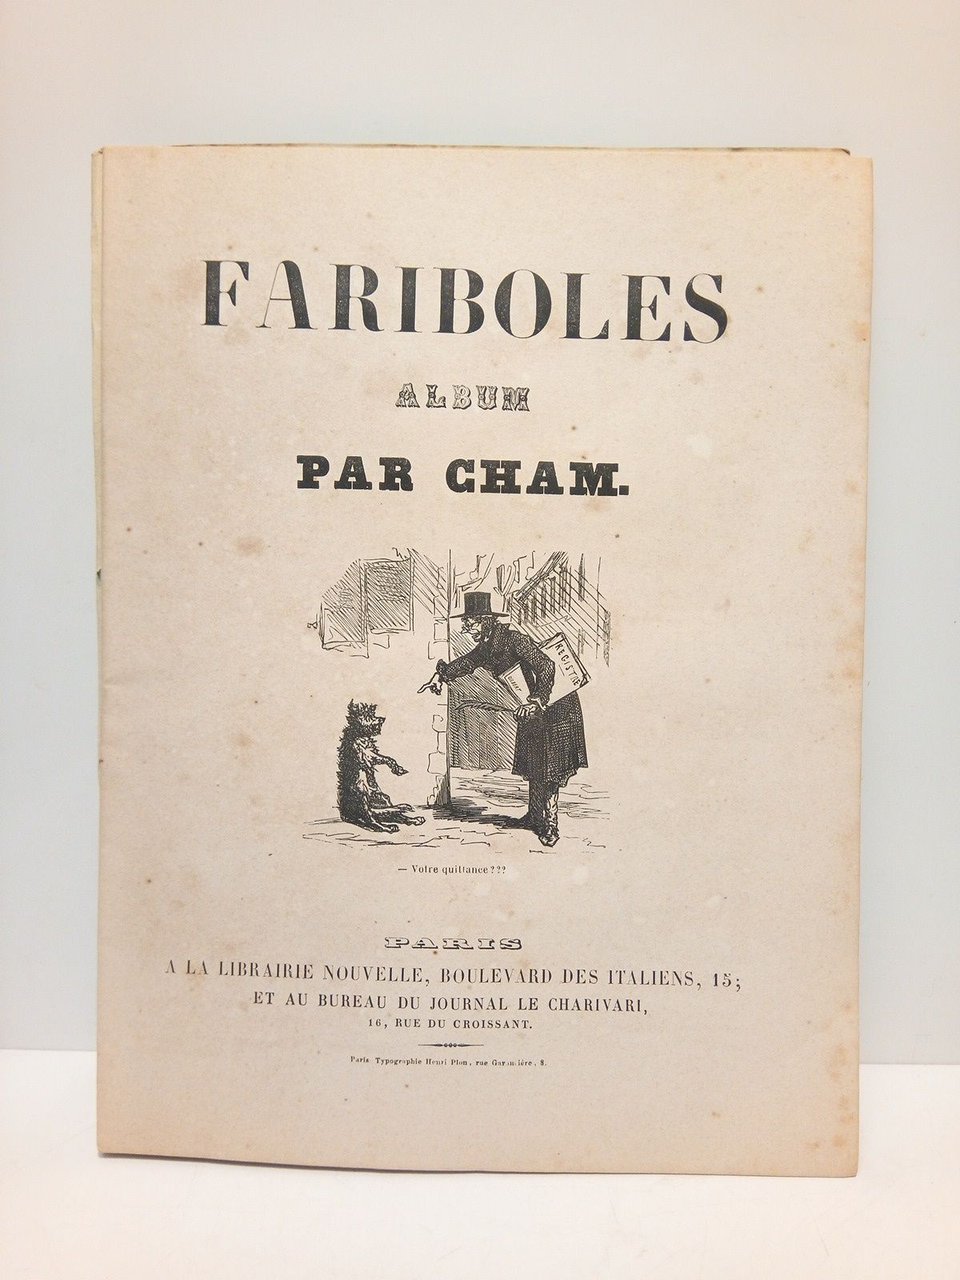 FARIBOLES
ALBUM
PAR CHAM.
REGISTRE
— Votre quittance???
PARIS
A LA LIBRAIRIE NOUVELLE, BOULEVARD DES ITALIENS, 15;
ET AU BUREAU DU JOURNAL LE CHARIVARI,
16, RUE DU CROISSANT.
Paris Typographie Henri Plon, rue Garancière, 8.